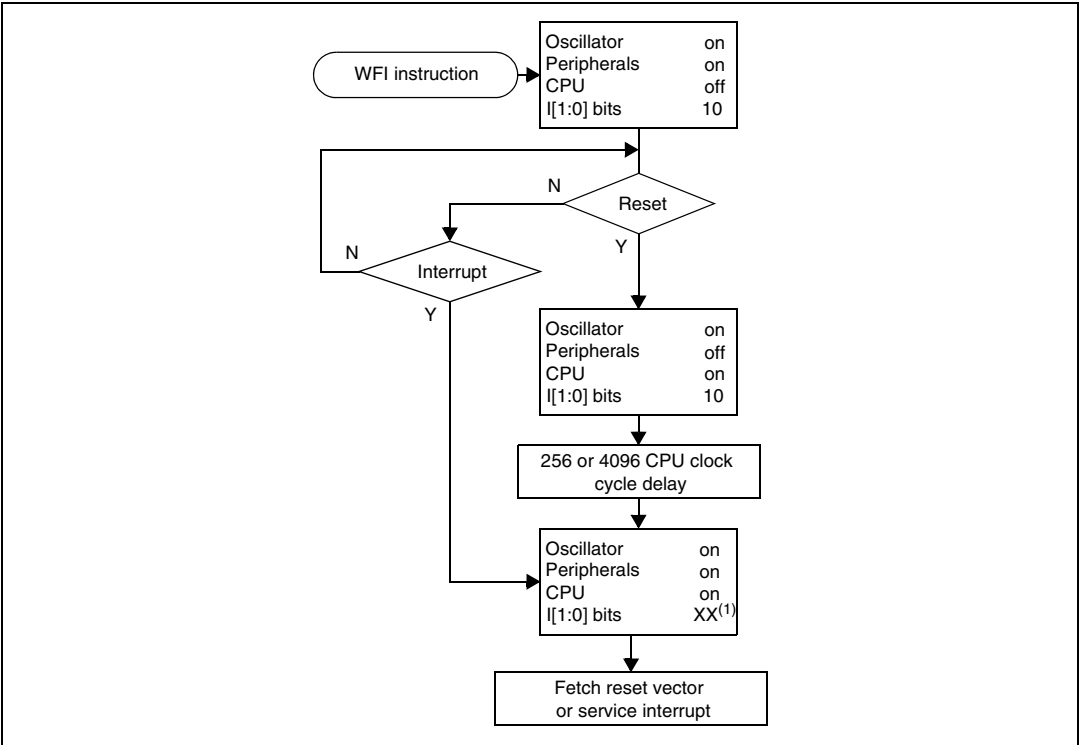 WFI instruction
Oscillator on
Peripherals on
CPU off
I[1:0] bits 10
N
Reset
Y
N
Interrupt
Y
Oscillator on
Peripherals off
CPU on
I[1:0] bits 10
256 or 4096 CPU clock
cycle delay
Oscillator on
Peripherals on
CPU on
I[1:0] bits XX(1)
Fetch reset vector
or service interrupt